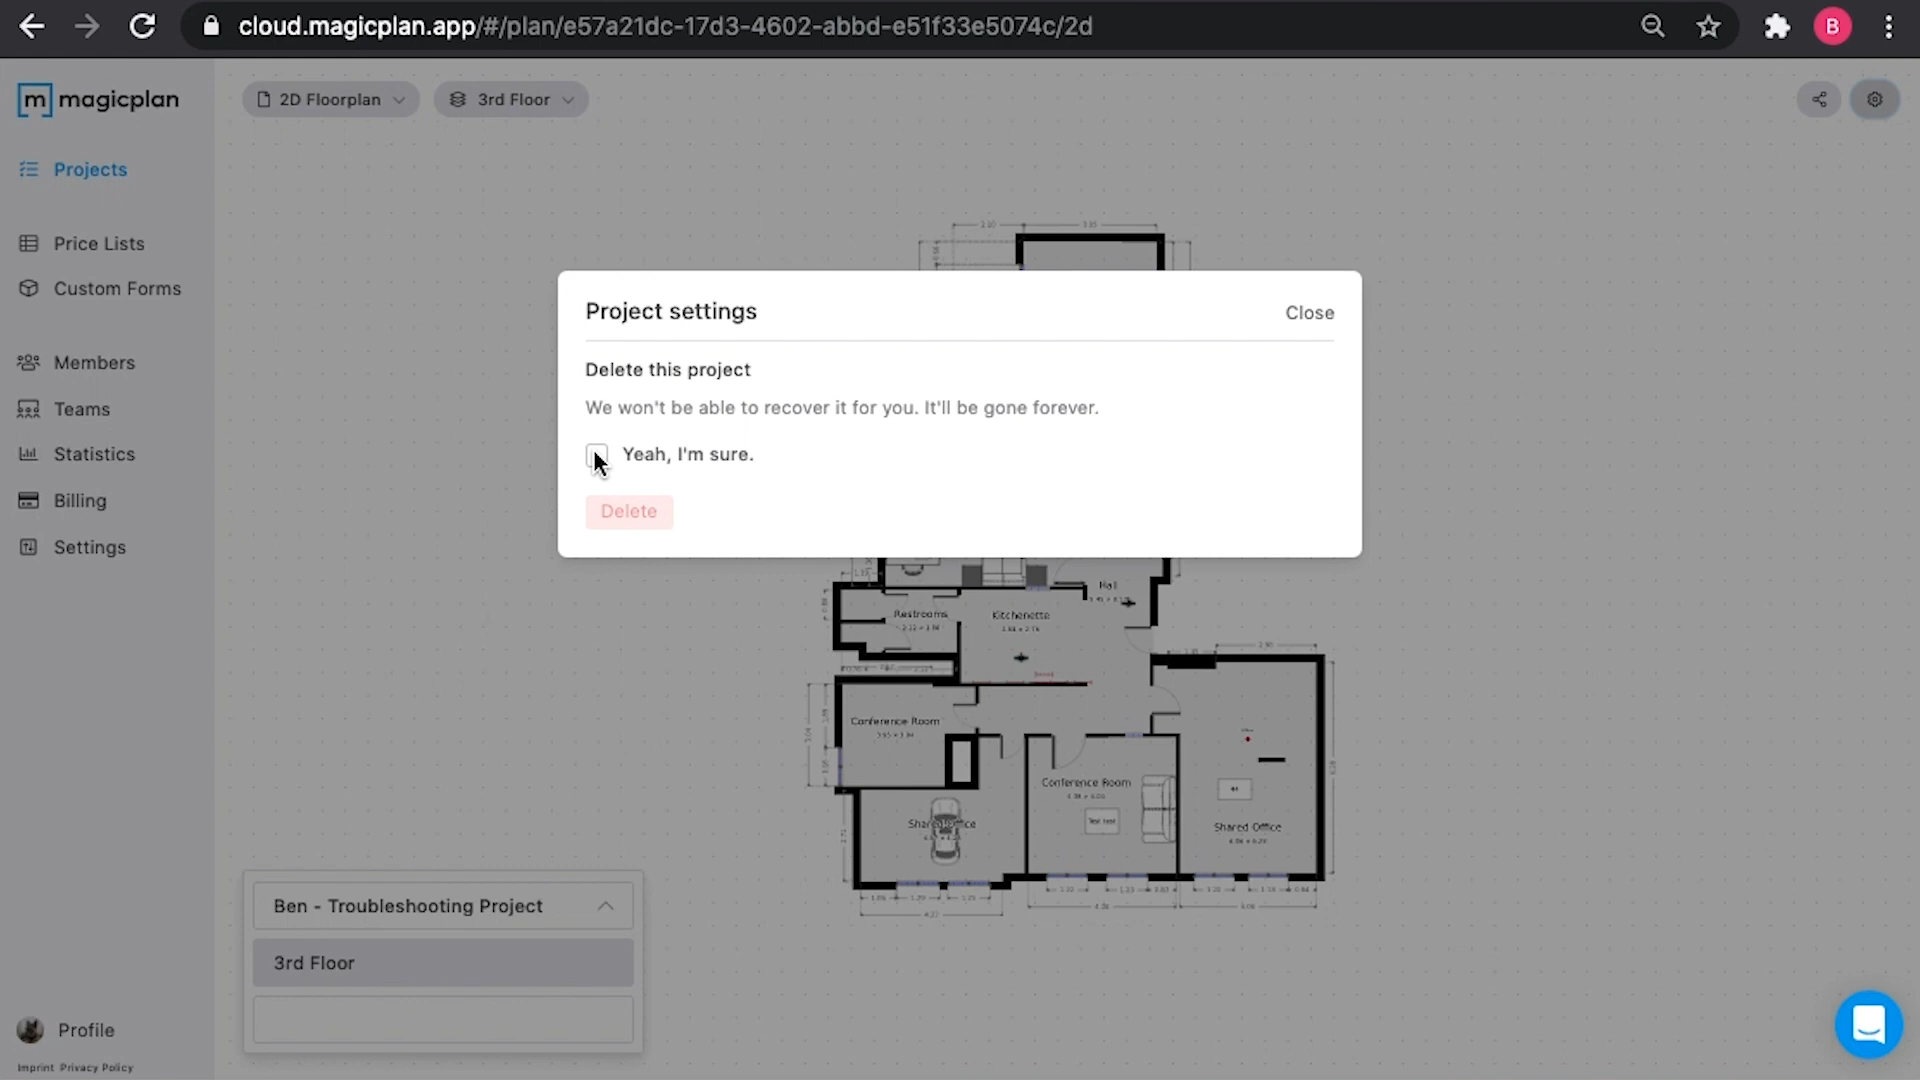 cloud.magicplan.app/#/plan/e57a21dc-17d3-4602-abbd-e51f33e5074c/2d
B
m magicplan
2D Floorplan
3rd Floor
Projects
Price Lists
Custom Forms
Members
Teams
Statistics
Billing
Settings
Project settings
Close
Delete this project
We won't be able to recover it for you. It'll be gone forever.
Yeah, I'm sure.
Delete
Hall
Restrooms
Kitchenette
Conference Room
Conference Room
Shared Office
Shared Office
Ben - Troubleshooting Project
3rd Floor
Profile
Imprint Privacy Policy